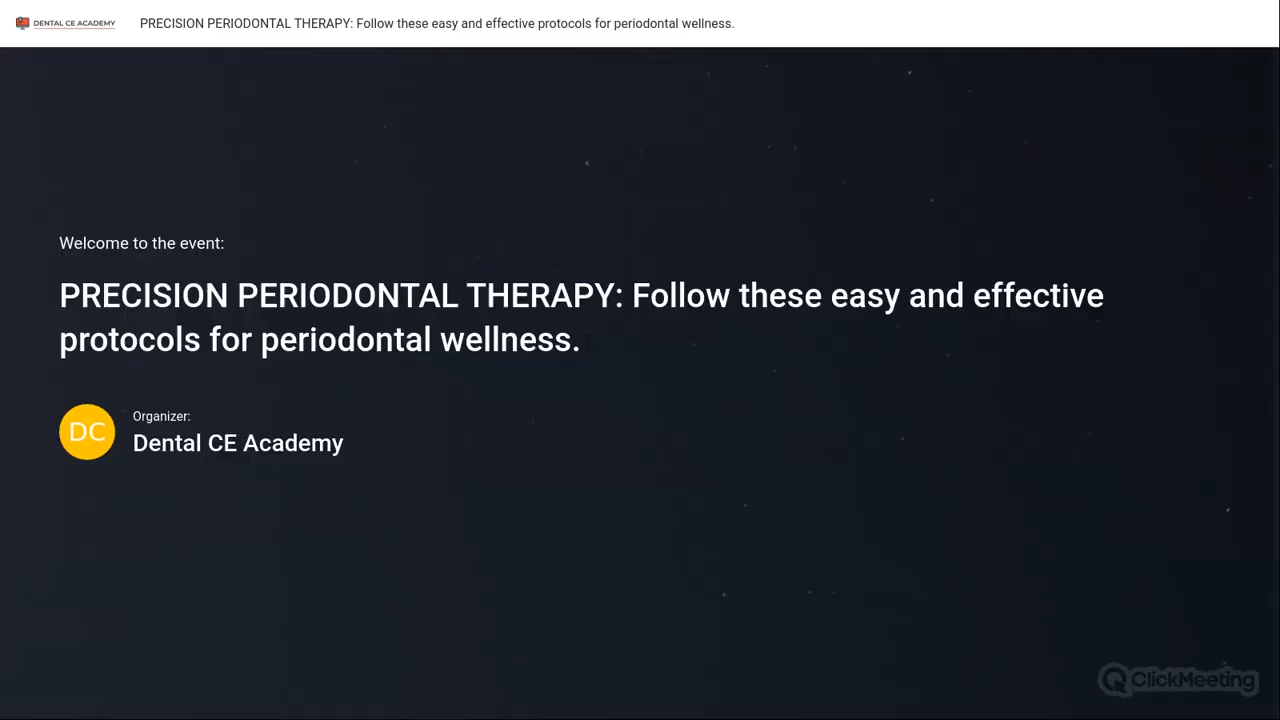 DENTAL CE ACADEMY
PRECISION PERIODONTAL THERAPY: Follow these easy and effective protocols for periodontal wellness.
Welcome to the event:
PRECISION PERIODONTAL THERAPY: Follow these easy and effective
protocols for periodontal wellness.
DC
Organizer:
Dental CE Academy
ClickMeeting